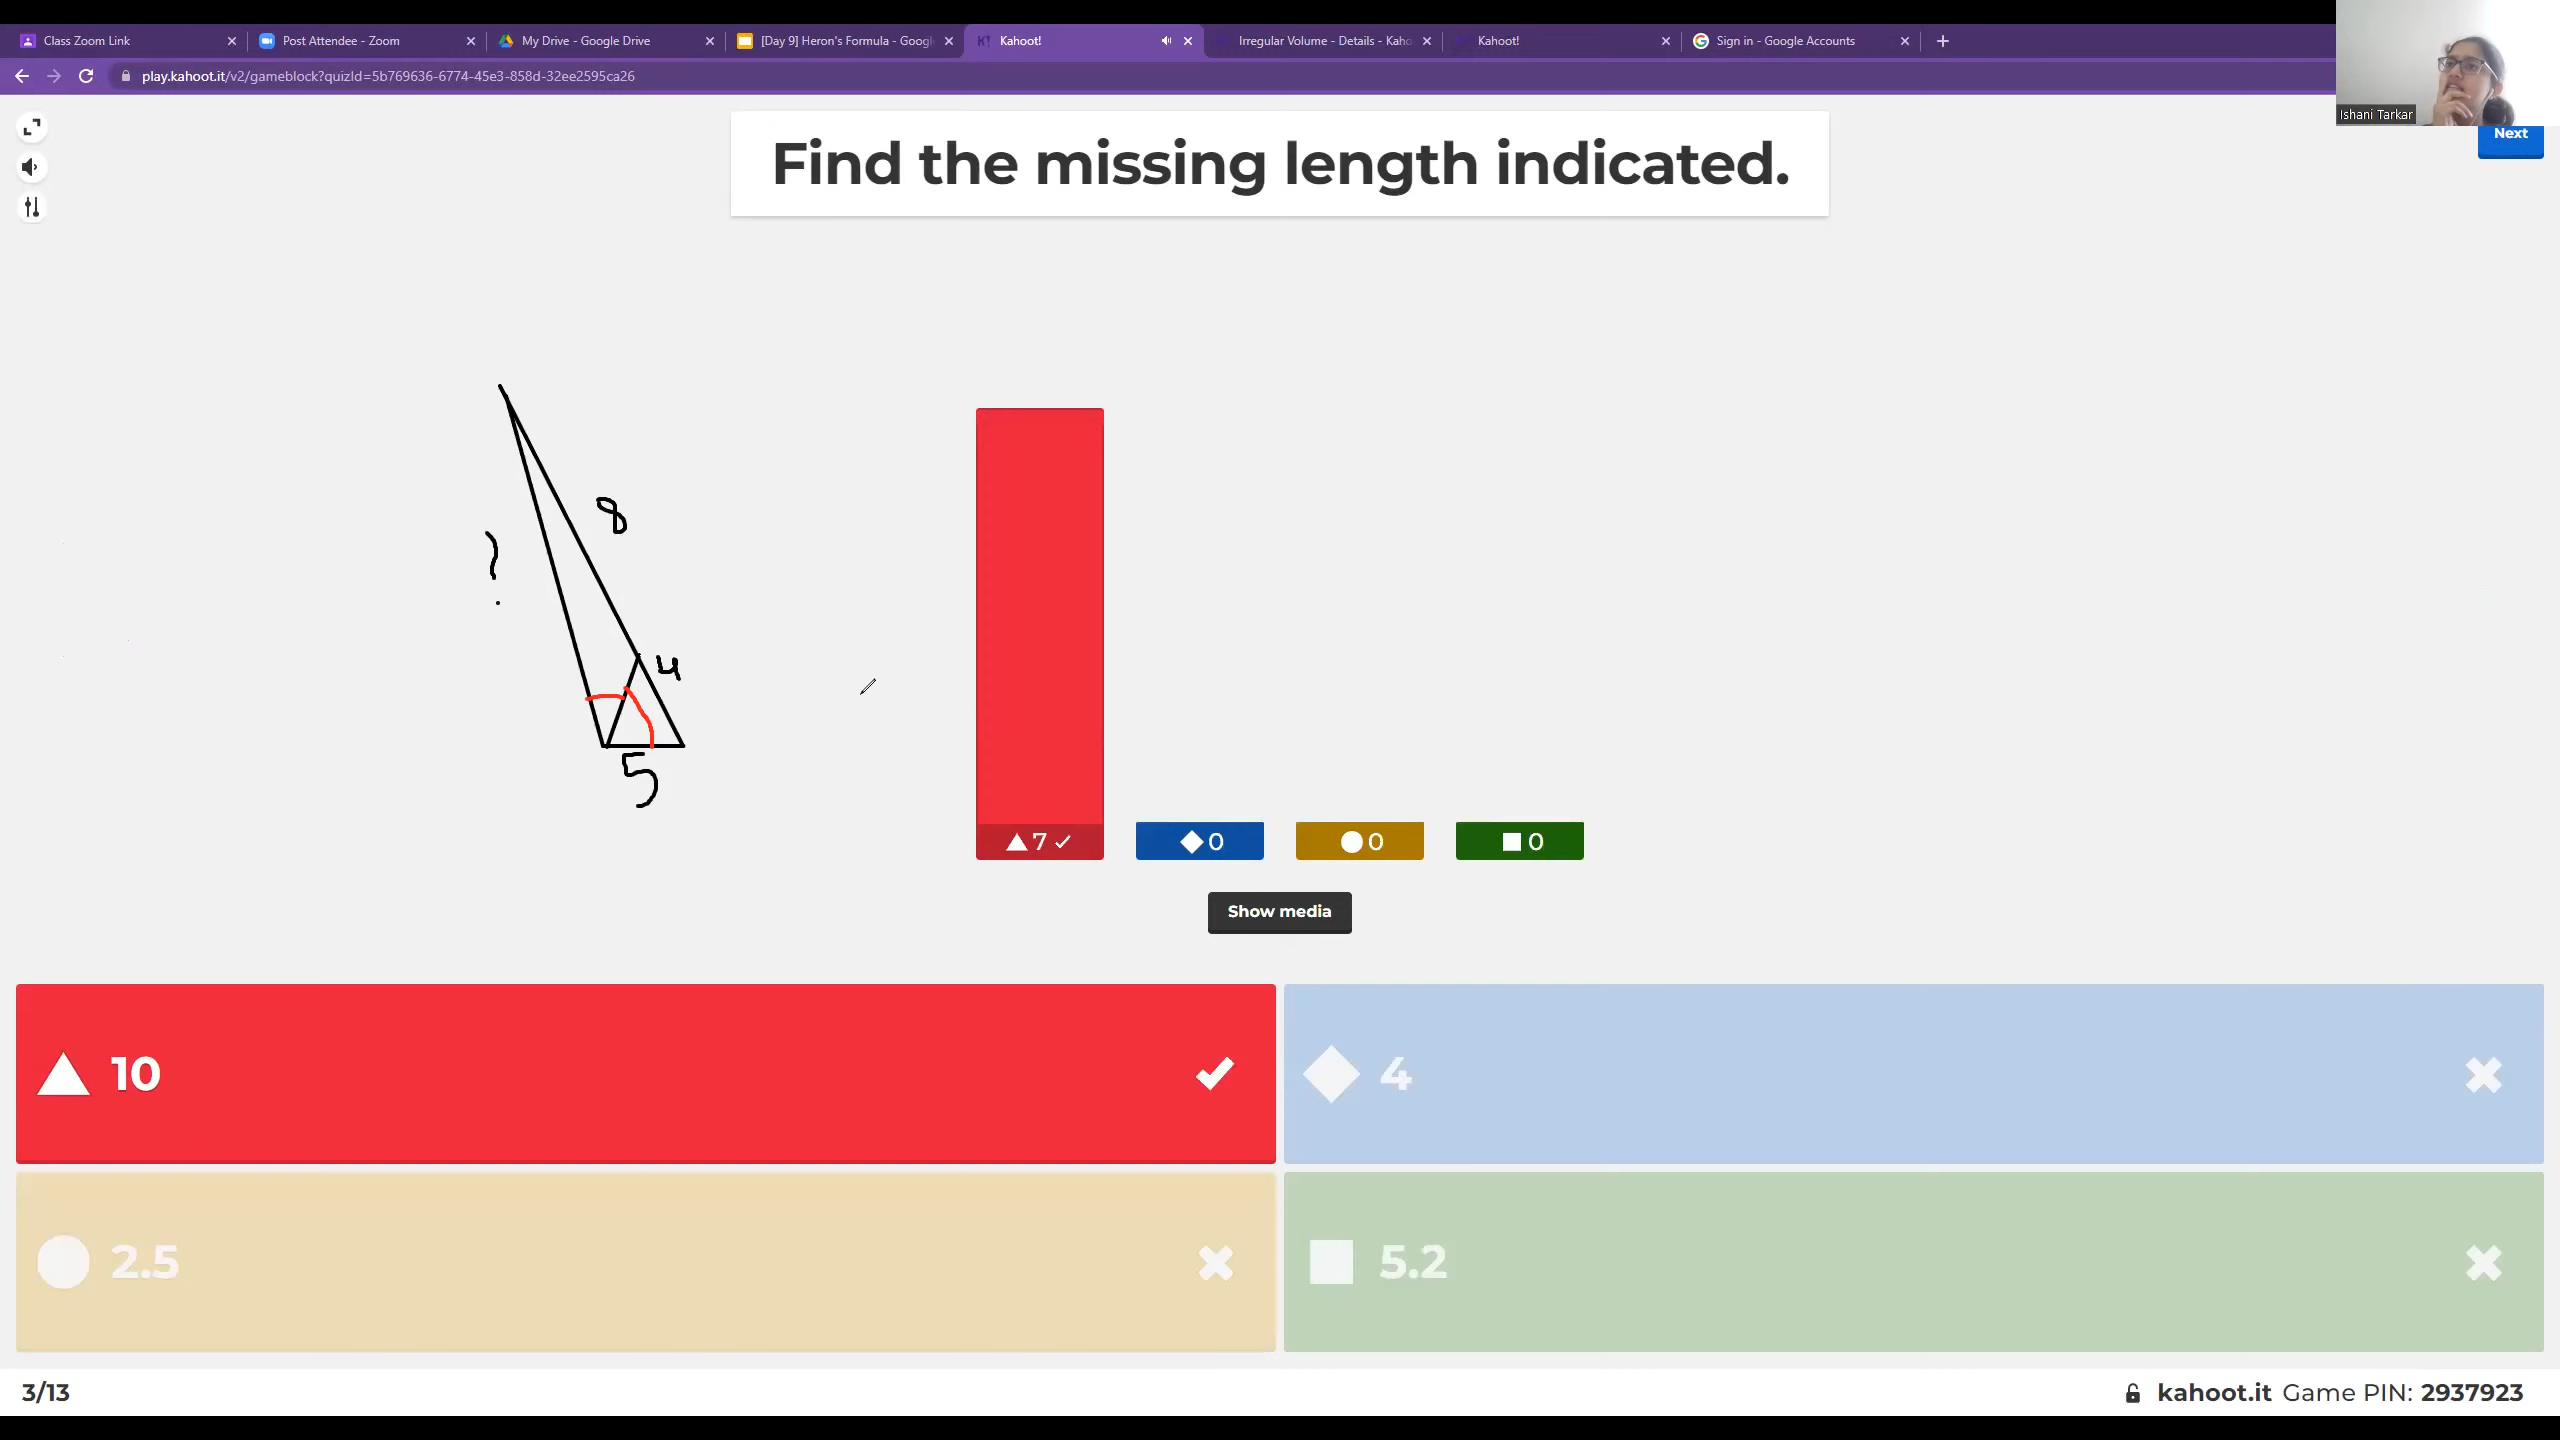 Class Zoom Link
Post Attendee - Zoom
My Drive - Google Drive
[Day 9] Heron's Formula - Googl
Kahoot!
Irregular Volume - Details - Kaho
Kahoot!
Sign in - Google Accounts
play.kahoot.it/v2/gameblock?quizId=5b769636-6774-45e3-858d-32ee2595ca26
Ishani Tarkar
Next
Find the missing length indicated.
8
?
4
5
7
0
0
0
Show media
10
4
2.5
5.2
3/13
kahoot.it Game PIN: 2937923